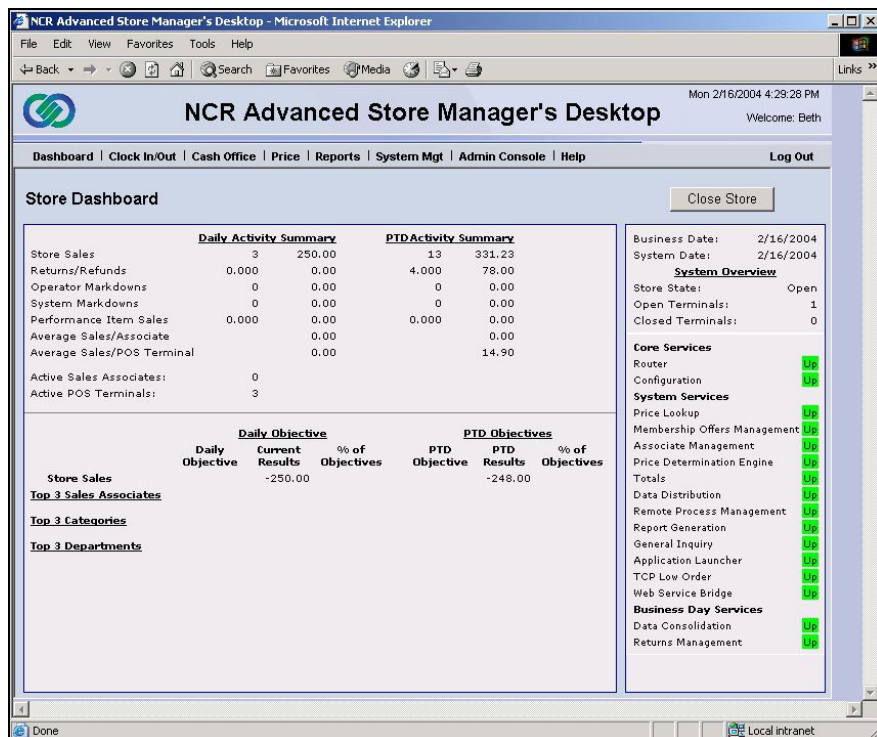 NCR Advanced Store Manager's Desktop - Microsoft Internet Explorer
File Edit View Favorites Tools Help
Back Search Favorites Media Links »
NCR Advanced Store Manager's Desktop
Mon 2/16/2004 4:29:28 PM
Welcome: Beth
Dashboard | Clock In/Out | Cash Office | Price | Reports | System Mgt | Admin Console | Help Log Out
Store Dashboard
Close Store
Daily Activity Summary PTD Activity Summary
Store Sales 3 250.00 13 331.23
Returns/Refunds 0.000 0.00 4.000 78.00
Operator Markdowns 0 0.00 0 0.00
System Markdowns 0 0.00 0 0.00
Performance Item Sales 0.000 0.00 0.000 0.00
Average Sales/Associate 0.00 0.00
Average Sales/POS Terminal 0.00 14.90
Active Sales Associates: 0
Active POS Terminals: 3
Daily Objective PTD Objectives
Daily Current % of PTD PTD % of
Objective Results Objectives Objective Results Objectives
Store Sales -250.00 -248.00
Top 3 Sales Associates
Top 3 Categories
Top 3 Departments
Business Date: 2/16/2004
System Date: 2/16/2004
System Overview
Store State: Open
Open Terminals: 1
Closed Terminals: 0
Core Services
Router Up
Configuration Up
System Services
Price Lookup Up
Membership Offers Management Up
Associate Management Up
Price Determination Engine Up
Totals Up
Data Distribution Up
Remote Process Management Up
Report Generation Up
General Inquiry Up
Application Launcher Up
TCP Low Order Up
Web Service Bridge Up
Business Day Services
Data Consolidation Up
Returns Management Up
Done Local intranet